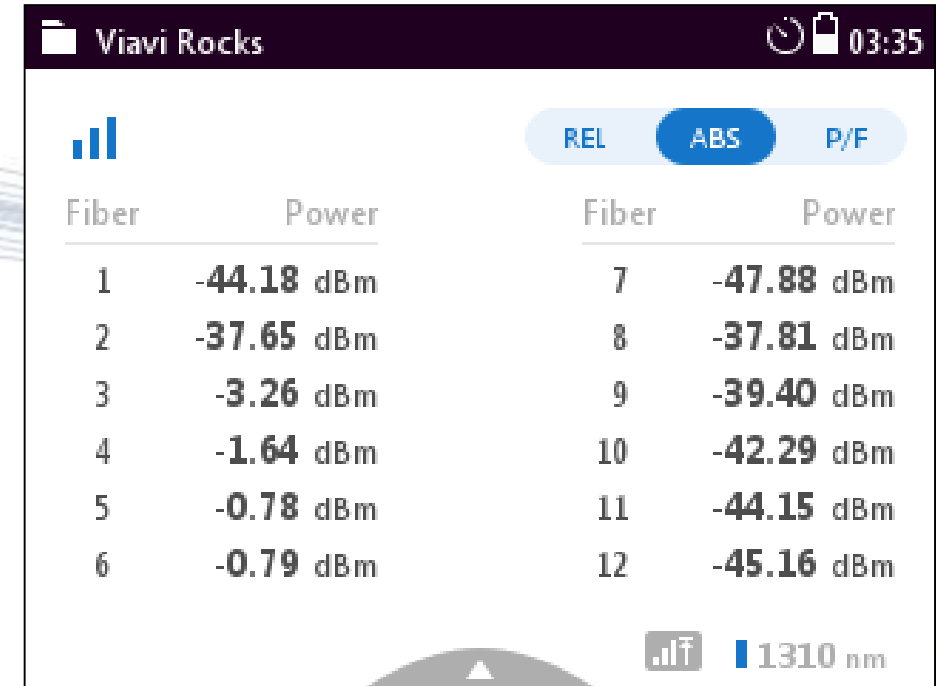 Viavi Rocks 03:35
REL ABS P/F
Fiber Power Fiber Power
1 -44.18 dBm 7 -47.88 dBm
2 -37.65 dBm 8 -37.81 dBm
3 -3.26 dBm 9 -39.40 dBm
4 -1.64 dBm 10 -42.29 dBm
5 -0.78 dBm 11 -44.15 dBm
6 -0.79 dBm 12 -45.16 dBm
1310 nm